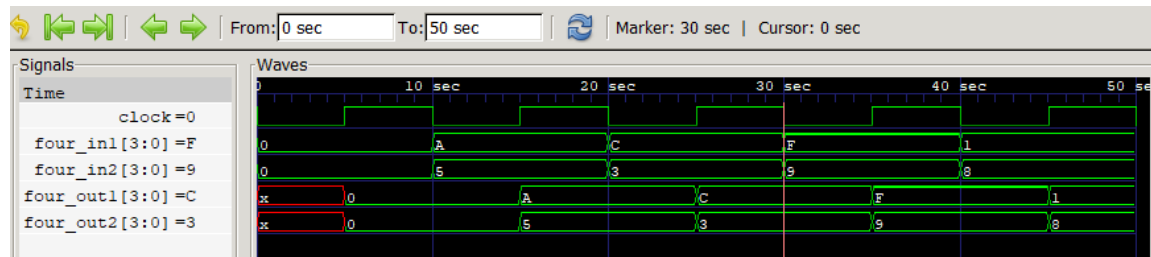 From: 0 sec To: 50 sec Marker: 30 sec | Cursor: 0 sec
Signals Waves
Time 0 10 sec 20 sec 30 sec 40 sec 50 se
clock=0
four_in1[3:0]=F 0 A C F 1
four_in2[3:0]=9 0 5 3 9 8
four_out1[3:0]=C x 0 A C F 1
four_out2[3:0]=3 x 0 5 3 9 8